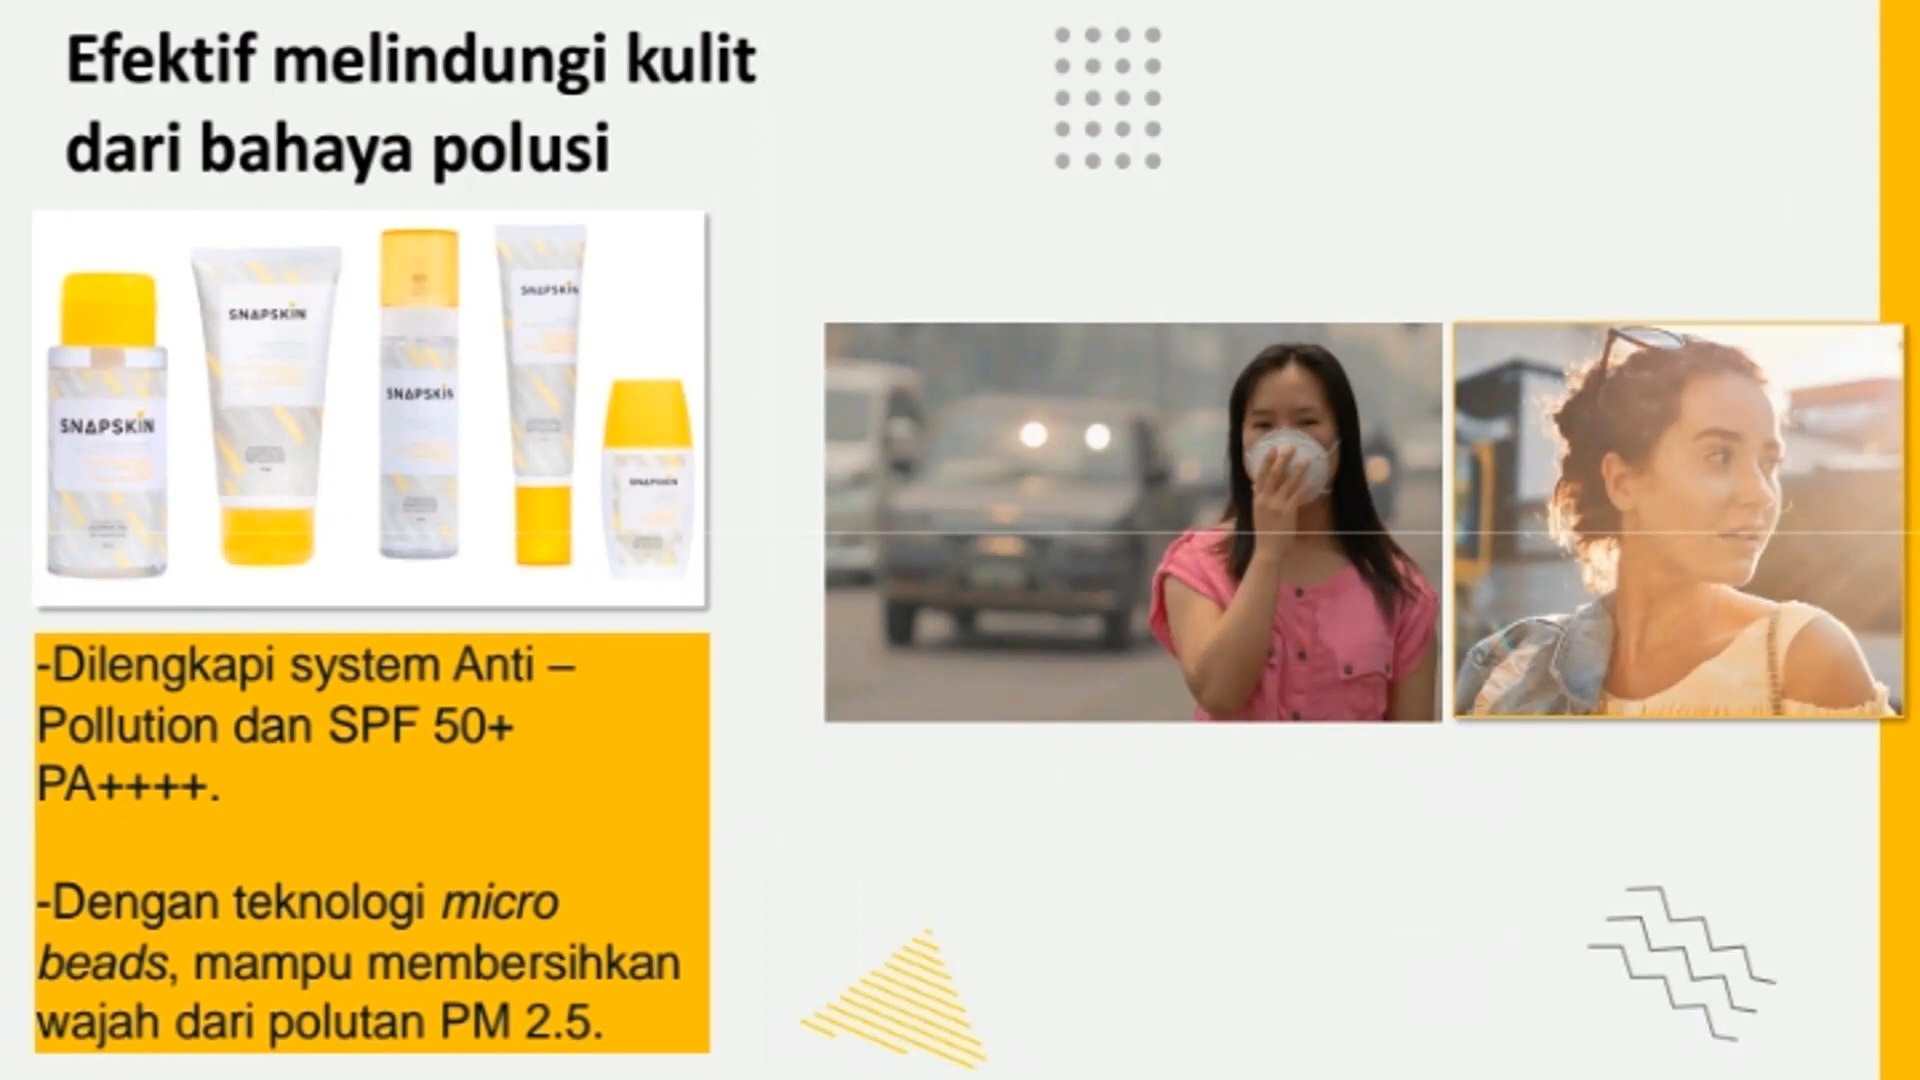 Efektif melindungi kulit
dari bahaya polusi
SNAPSKIN
SNAPSKIN
SNAPSKIN
SNAPSKIN
SNAPSKIN
-Dilengkapi system Anti –
Pollution dan SPF 50+
PA++++.
-Dengan teknologi micro
beads, mampu membersihkan
wajah dari polutan PM 2.5.